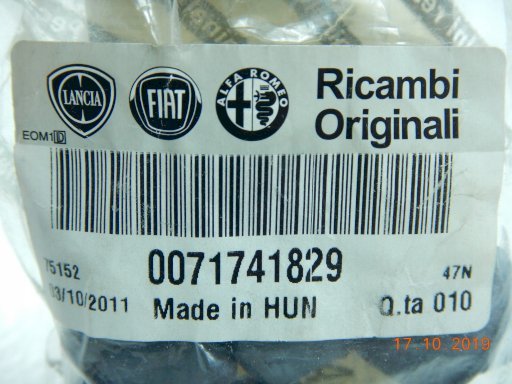 LANCIA
FIAT
ALFA ROMEO
Ricambi
Originali
EOM1D
0071741829
75152
47N
03/10/2011
Made in HUN
Q.ta 010
17 10 2019